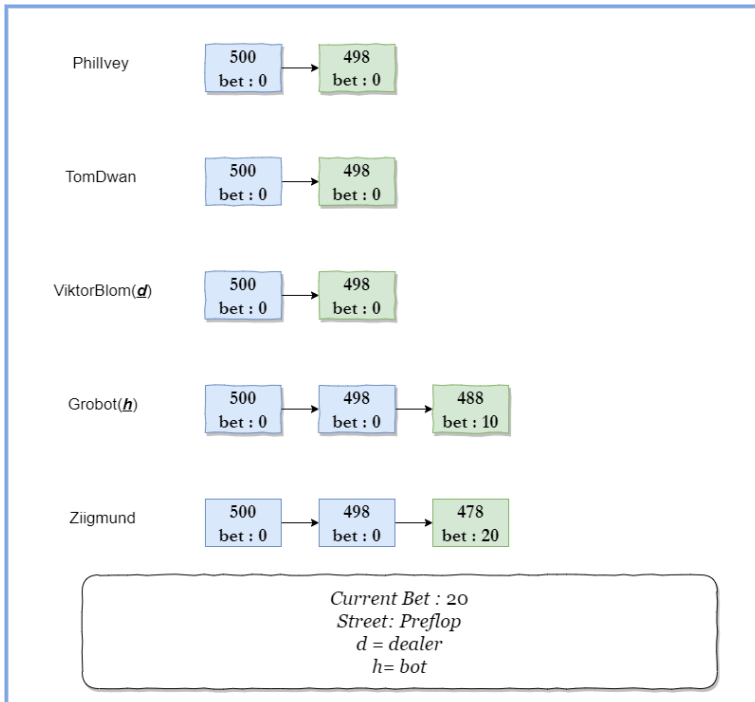 PhilIvey
500
bet : 0
498
bet : 0
TomDwan
500
bet : 0
498
bet : 0
ViktorBlom(d)
500
bet : 0
498
bet : 0
Grobot(h)
500
bet : 0
498
bet : 0
488
bet : 10
Ziigmund
500
bet : 0
498
bet : 0
478
bet : 20
Current Bet : 20
Street: Preflop
d = dealer
h= bot